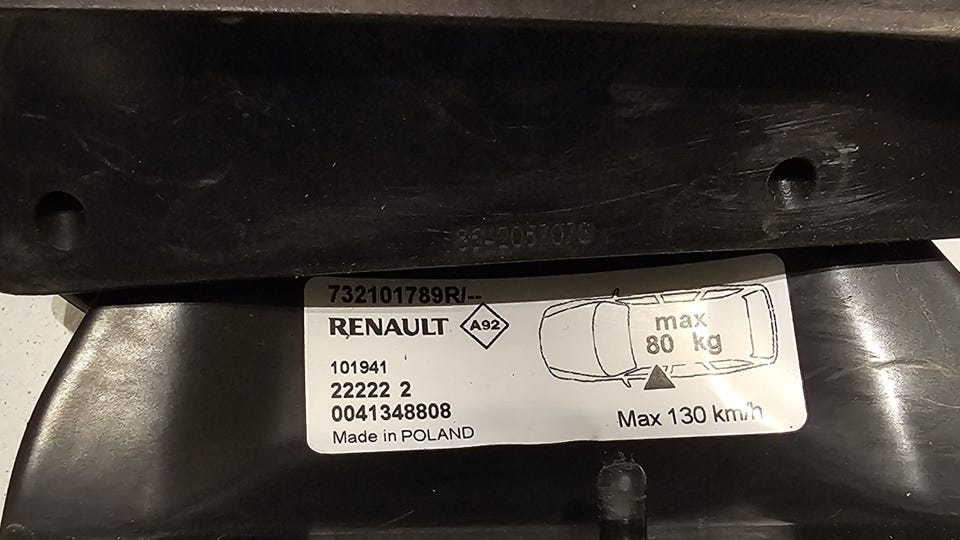 732101789R/--
RENAULT A92
max
80 kg
101941
22222 2
0041348808
Made in POLAND
Max 130 km/h